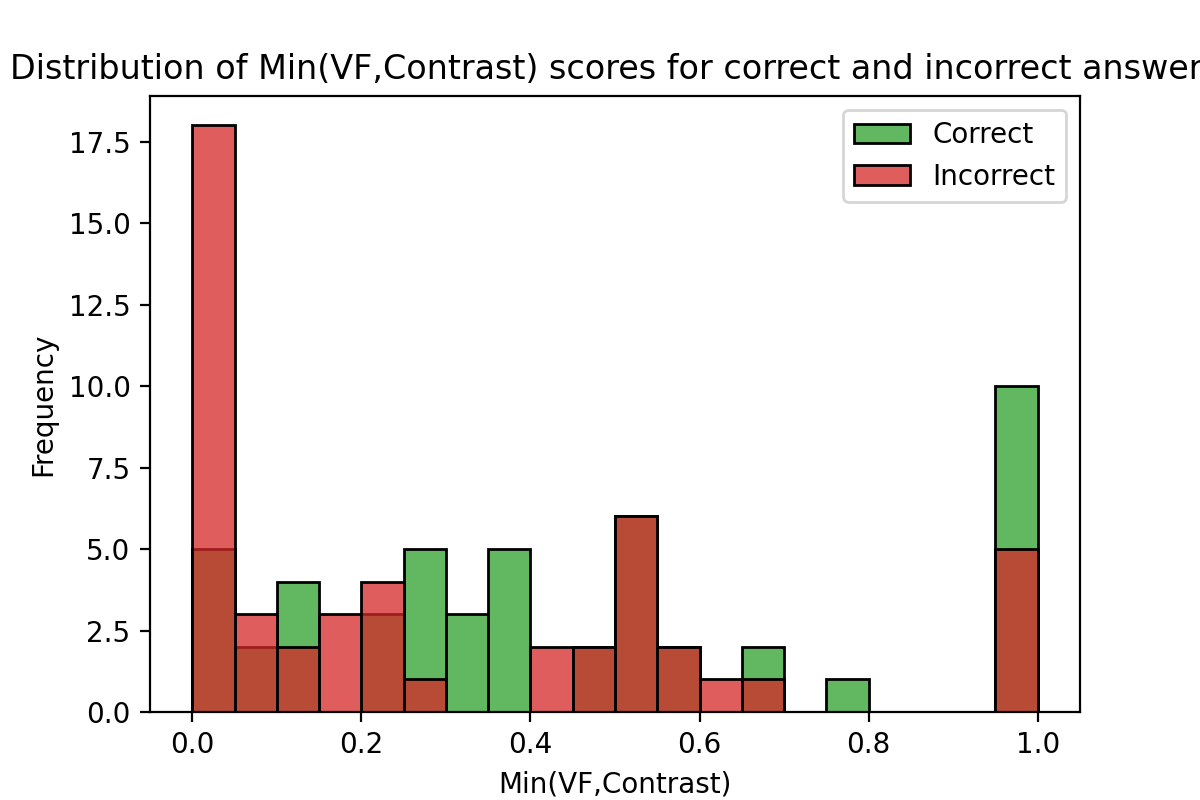 Distribution of Min(VF,Contrast) scores for correct and incorrect answer
Correct
Incorrect
17.5
15.0
12.5
10.0
7.5
5.0
2.5
0.0
Frequency
0.0 0.2 0.4 0.6 0.8 1.0
Min(VF,Contrast)